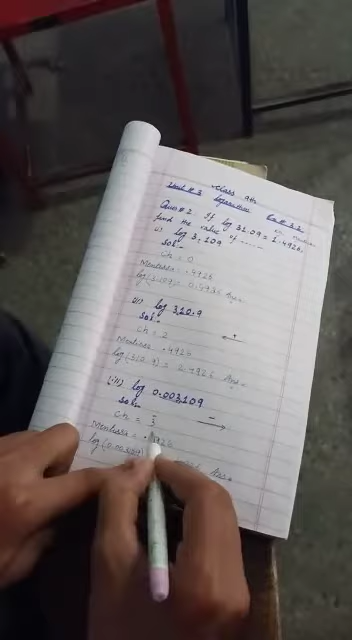 Class 9th
Unit # 3 logarithm Ex # 3.2
Ques # 2 If log 31.09 = 1.4926
find the value of
i) log 3.109
Sol:-
Ch = 0
Mantissa = .4926
log(3.109) = 0.4926 Ans
ii) log 310.9
Sol:-
Ch = 2
Mantissa = .4926
log(310.9) = 2.4926 Ans
(iii) log 0.003109
Sol:-
Ch = 3̅
Mantissa = .4926
log(0.003109) Ans